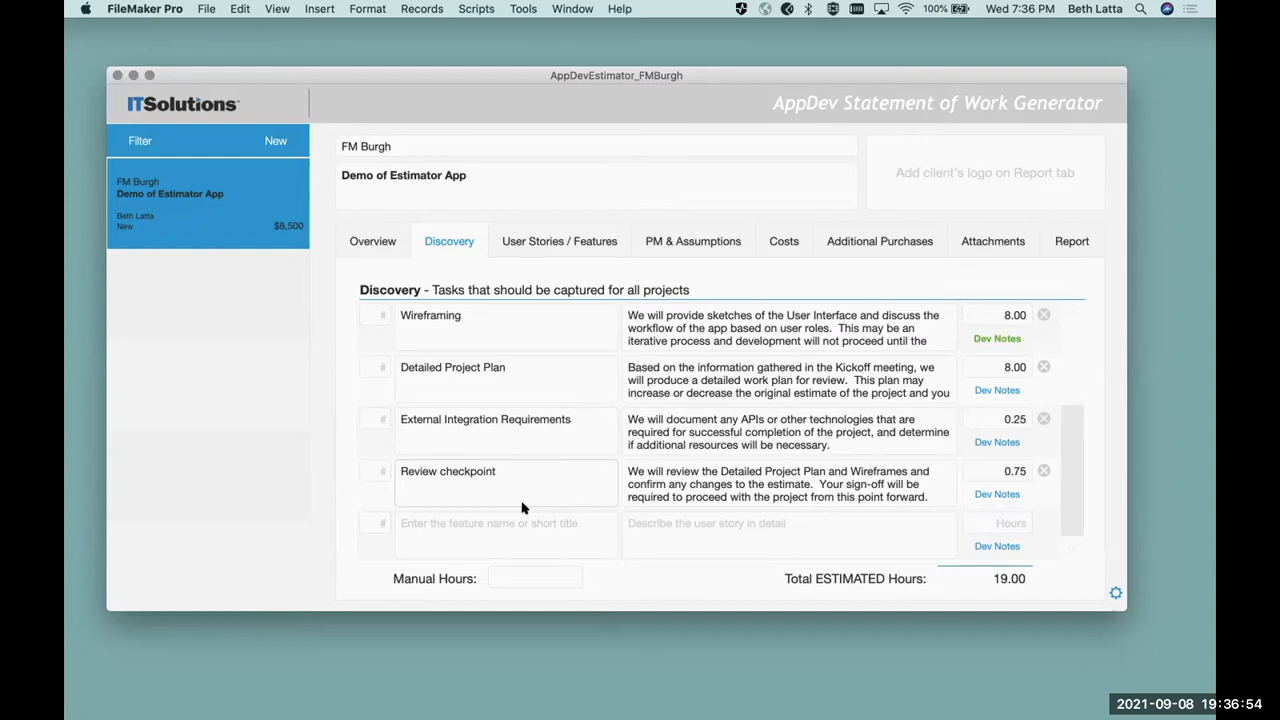 FileMaker Pro File Edit View Insert Format Records Scripts Tools Window Help 100% Wed 7:36 PM Beth Latta
AppDevEstimator_FMBurgh
ITSolutions AppDev Statement of Work Generator
Filter New
FM Burgh
Demo of Estimator App
Beth Latta
New $8,500
FM Burgh
Demo of Estimator App
Add client's logo on Report tab
Overview Discovery User Stories / Features PM & Assumptions Costs Additional Purchases Attachments Report
Discovery - Tasks that should be captured for all projects
# Wireframing We will provide sketches of the User Interface and discuss the 8.00
workflow of the app based on user roles. This may be an
iterative process and development will not proceed until the
Dev Notes
# Detailed Project Plan Based on the information gathered in the Kickoff meeting, we 8.00
will produce a detailed work plan for review. This plan may
increase or decrease the original estimate of the project and you
Dev Notes
# External Integration Requirements We will document any APIs or other technologies that are 0.25
required for successful completion of the project, and determine
if additional resources will be necessary.
Dev Notes
# Review checkpoint We will review the Detailed Project Plan and Wireframes and 0.75
confirm any changes to the estimate. Your sign-off will be
required to proceed with the project from this point forward.
Dev Notes
# Enter the feature name or short title Describe the user story in detail Hours
Dev Notes
Manual Hours: Total ESTIMATED Hours: 19.00
2021-09-08 19:36:54